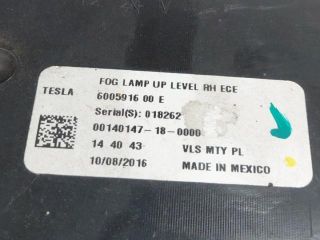 FOG LAMP UP LEVEL RH ECE
TESLA 6005916 00 E
Serial(S): 018262
00140147-18-0000
14 40 43 VLS MTY PL
10/08/2016 MADE IN MEXICO